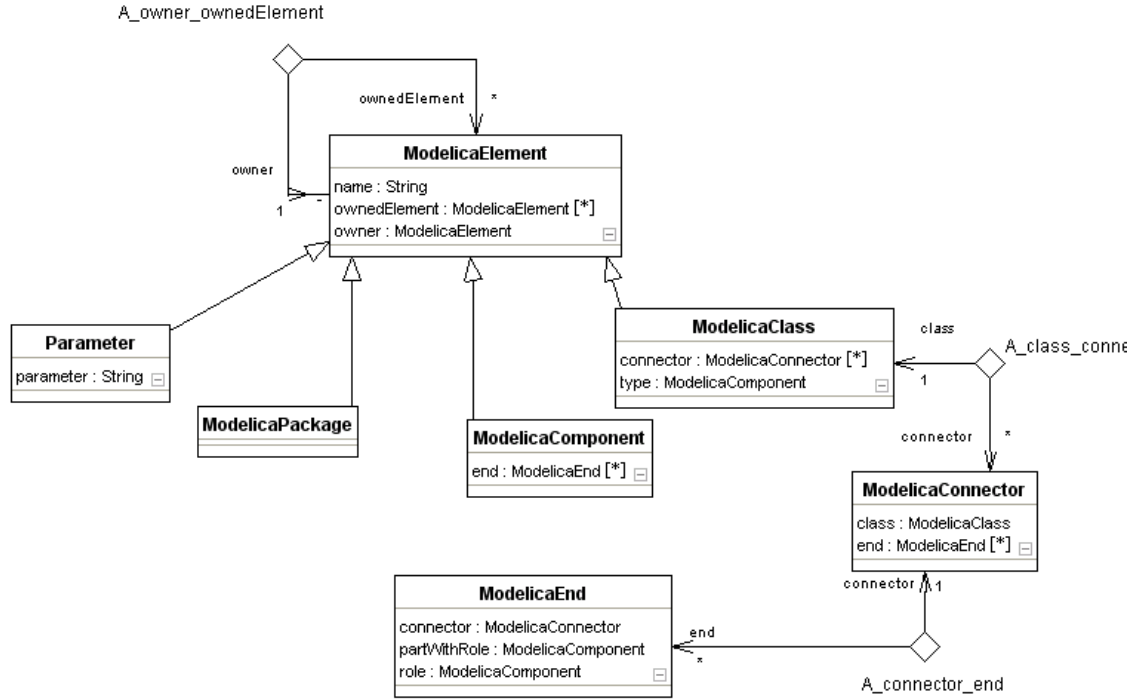 A_owner_ownedElement
ownedElement *
ModelicaElement
owner
name : String
1
ownedElement : ModelicaElement [*]
owner : ModelicaElement
ModelicaClass
class
Parameter
A_class_conne
connector : ModelicaConnector [*]
1
parameter : String
type : ModelicaComponent
ModelicaPackage
ModelicaComponent
connector *
end : ModelicaEnd [*]
ModelicaConnector
class : ModelicaClass
end : ModelicaEnd [*]
connector 1
ModelicaEnd
connector : ModelicaConnector
end
partWithRole : ModelicaComponent
*
role : ModelicaComponent
A_connector_end